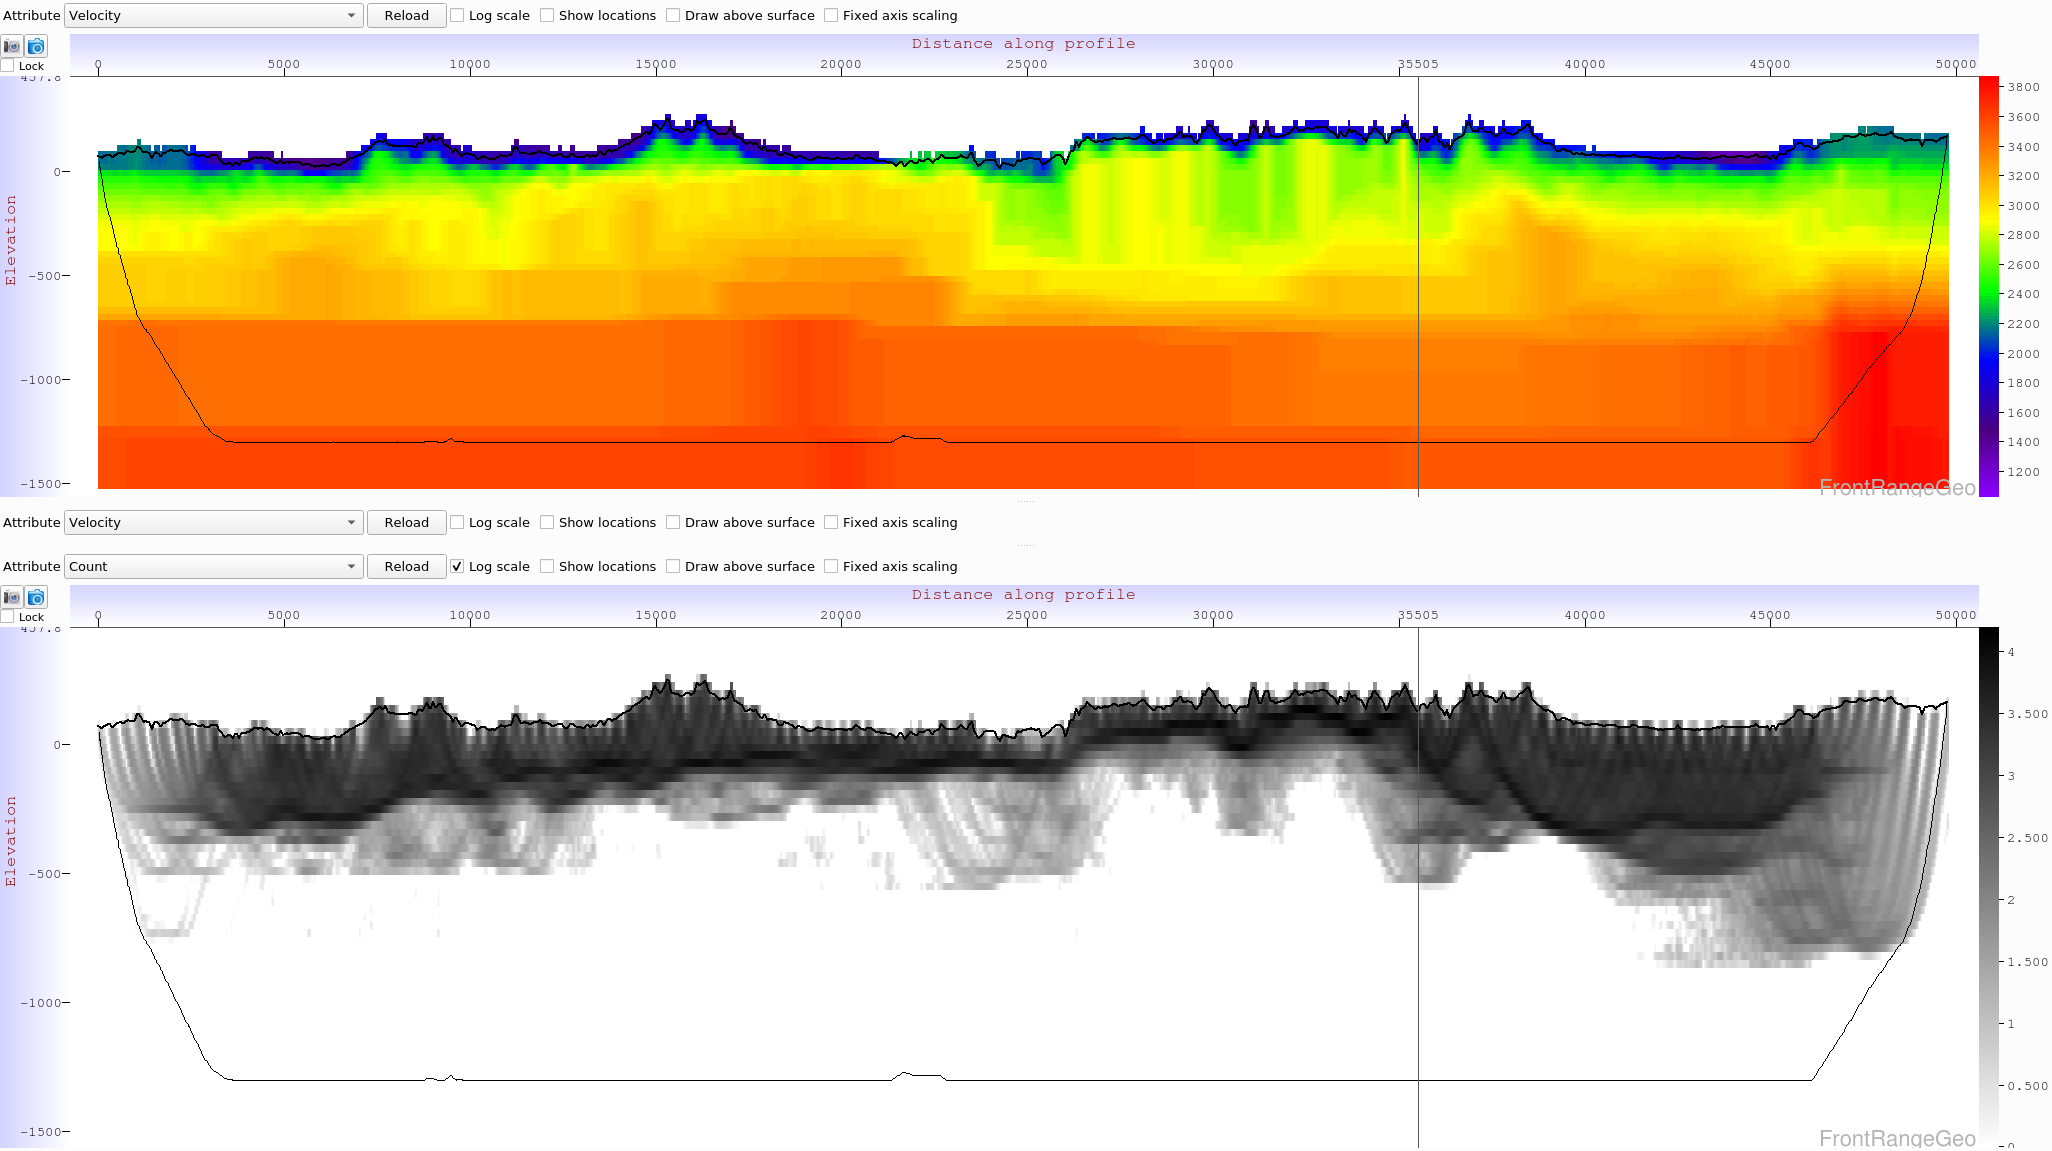 Attribute Velocity Reload Log scale Show locations Draw above surface Fixed axis scaling
Distance along profile
Lock
0 5000 10000 15000 20000 25000 30000 35505 40000 45000 50000
457.8
Elevation
0
-500
-1000
-1500
3800
3600
3400
3200
3000
2800
2600
2400
2200
2000
1800
1600
1400
1200
FrontRangeGeo
Attribute Velocity Reload Log scale Show locations Draw above surface Fixed axis scaling
Attribute Count Reload Log scale Show locations Draw above surface Fixed axis scaling
Distance along profile
Lock
0 5000 10000 15000 20000 25000 30000 35505 40000 45000 50000
457.8
Elevation
0
-500
-1000
-1500
4
3.500
3
2.500
2
1.500
1
0.500
0
FrontRangeGeo